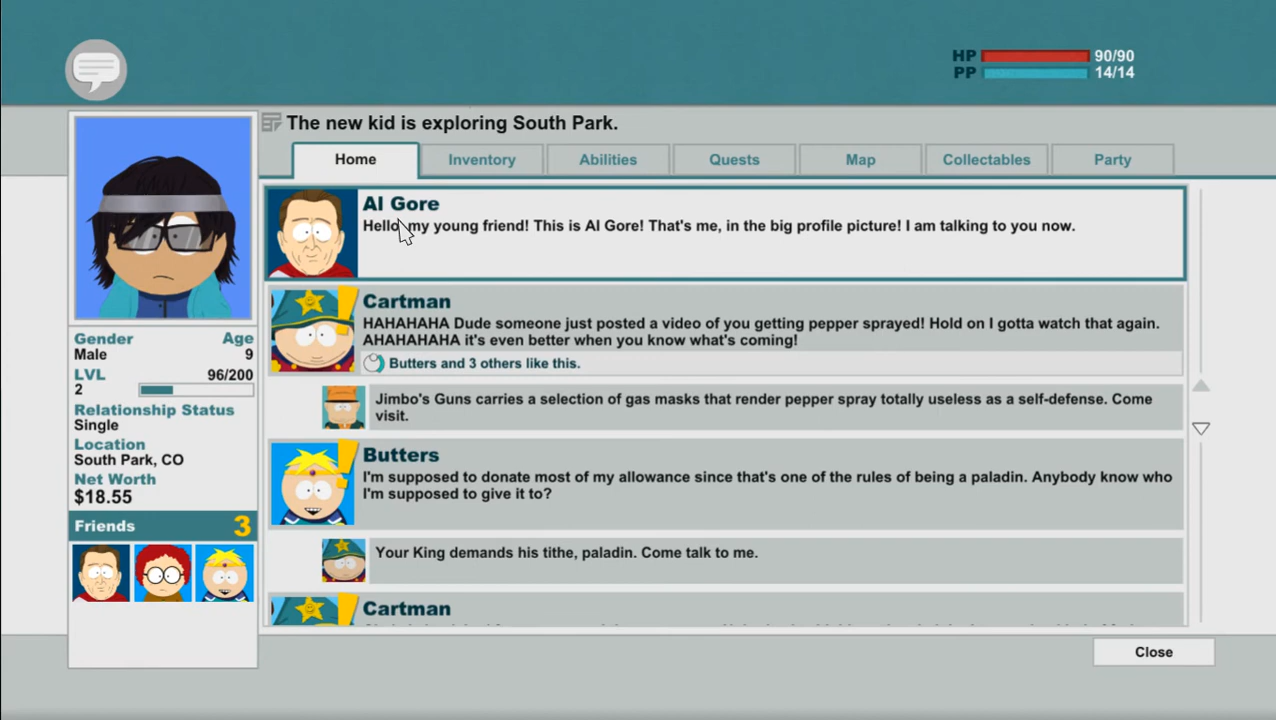 HP 90/90
PP 14/14
The new kid is exploring South Park.
Home Inventory Abilities Quests Map Collectables Party
Gender Age
Male 9
LVL 96/200
2
Relationship Status
Single
Location
South Park, CO
Net Worth
$18.55
Friends 3
Al Gore
Hello, my young friend! This is Al Gore! That's me, in the big profile picture! I am talking to you now.
Cartman
HAHAHAHA Dude someone just posted a video of you getting pepper sprayed! Hold on I gotta watch that again.
AHAHAHAHA it's even better when you know what's coming!
Butters and 3 others like this.
Jimbo's Guns carries a selection of gas masks that render pepper spray totally useless as a self-defense. Come
visit.
Butters
I'm supposed to donate most of my allowance since that's one of the rules of being a paladin. Anybody know who
I'm supposed to give it to?
Your King demands his tithe, paladin. Come talk to me.
Cartman
Close